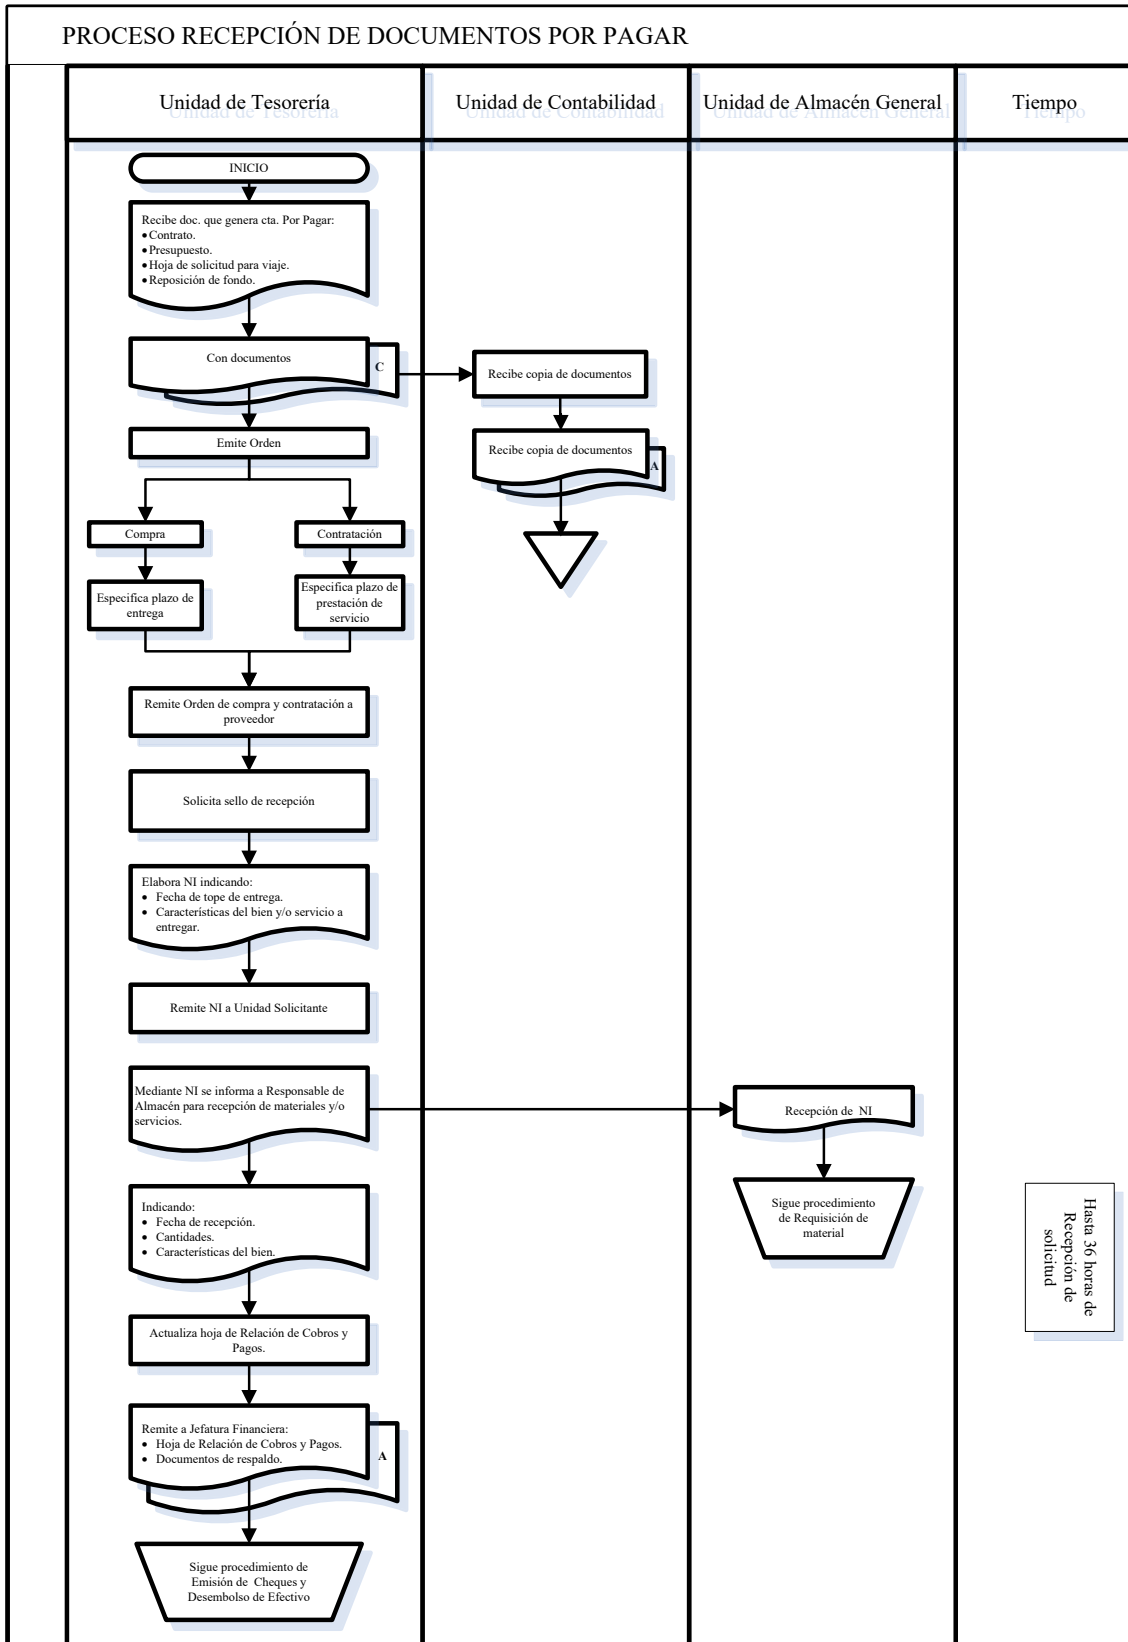 PROCESO RECEPCIÓN DE DOCUMENTOS POR PAGAR
Unidad de Tesorería
Unidad de Contabilidad
Unidad de Almacén General
Tiempo
INICIO
Recibe doc. que genera cta. Por Pagar:
• Contrato.
• Presupuesto.
• Hoja de solicitud para viaje.
• Reposición de fondo.
Con documentos
C
Recibe copia de documentos
Emite Orden
Recibe copia de documentos
A
Compra
Contratación
Especifica plazo de
entrega
Especifica plazo de
prestación de
servicio
Remite Orden de compra y contratación a
proveedor
Solicita sello de recepción
Elabora NI indicando:
• Fecha de tope de entrega.
• Características del bien y/o servicio a
entregar.
Remite NI a Unidad Solicitante
Mediante NI se informa a Responsable de
Almacén para recepción de materiales y/o
servicios.
Recepción de NI
Indicando:
• Fecha de recepción.
• Cantidades.
• Características del bien.
Sigue procedimiento
de Requisición de
material
Hasta 36 horas de
Recepción de
solicitud
Actualiza hoja de Relación de Cobros y
Pagos.
Remite a Jefatura Financiera:
• Hoja de Relación de Cobros y Pagos.
• Documentos de respaldo.
A
Sigue procedimiento de
Emisión de Cheques y
Desembolso de Efectivo